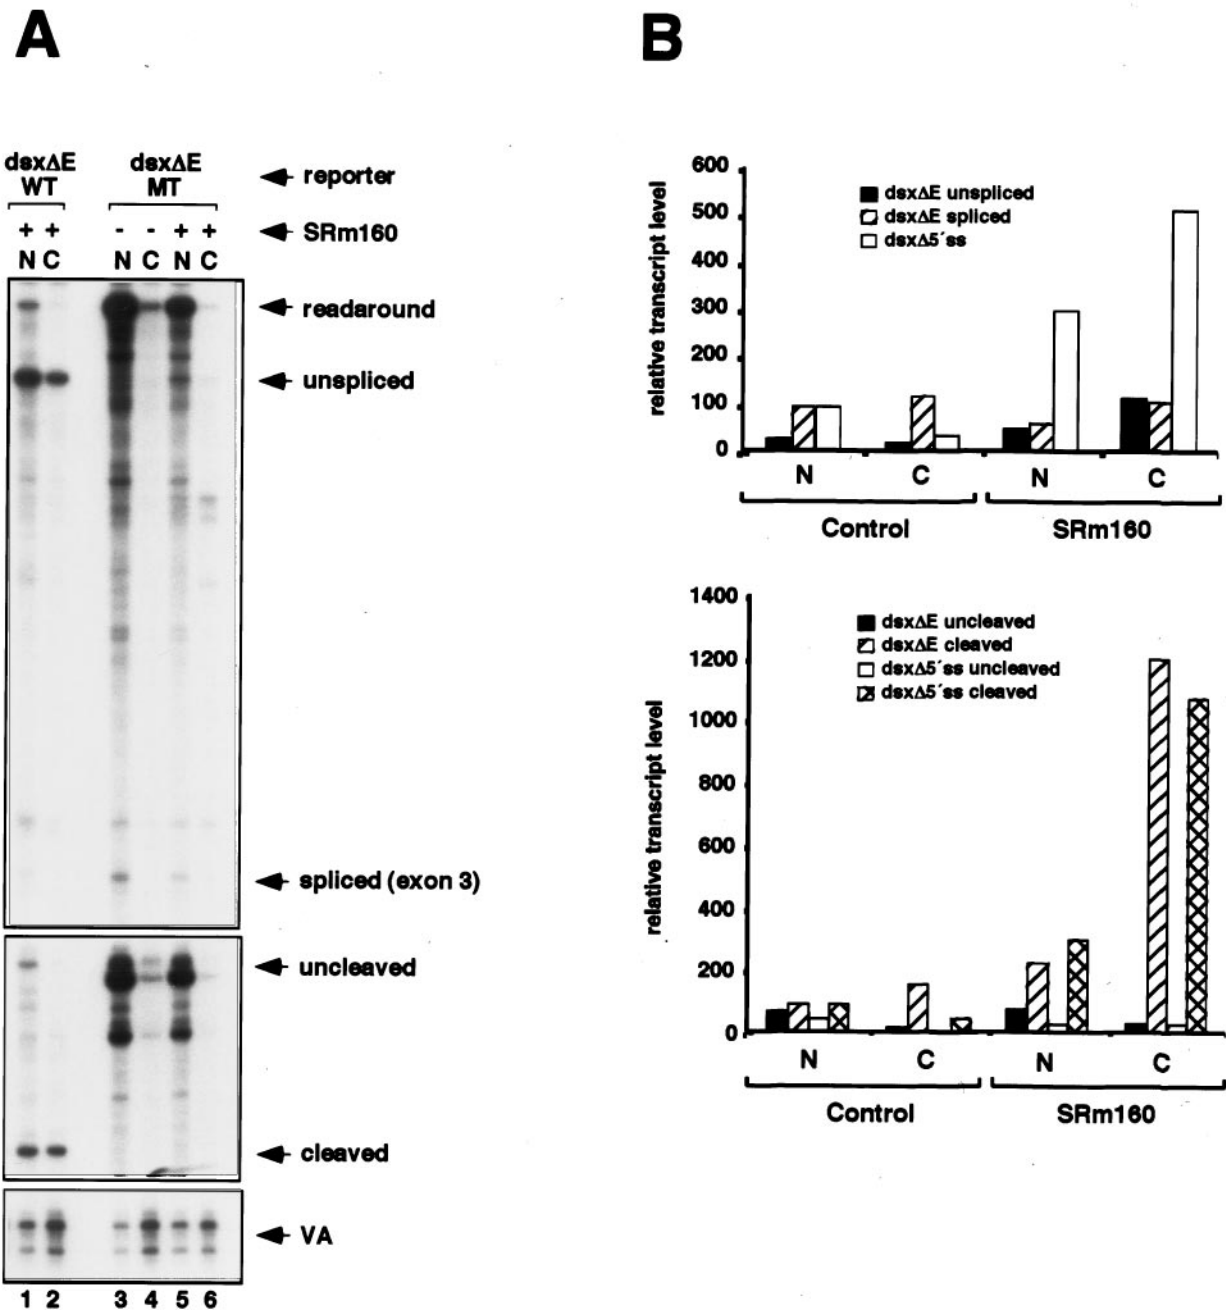 A
dsxΔE WT
dsxΔE MT
reporter
+ + - - + +
SRm160
N C N C N C
readaround
unspliced
spliced (exon 3)
uncleaved
cleaved
VA
1 2 3 4 5 6
B
relative transcript level
600
500
400
300
200
100
0
dsxΔE unspliced
dsxΔE spliced
dsxΔ5´ss
N C N C
Control SRm160
relative transcript level
1400
1200
1000
800
600
400
200
0
dsxΔE uncleaved
dsxΔE cleaved
dsxΔ5´ss uncleaved
dsxΔ5´ss cleaved
N C N C
Control SRm160